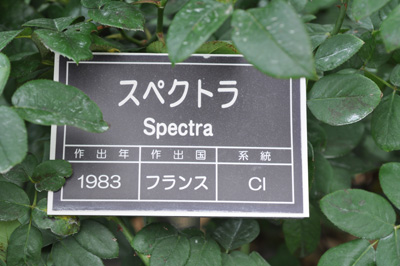 スペクトラ
Spectra
作出年 作出国 系統
1983 フランス CI